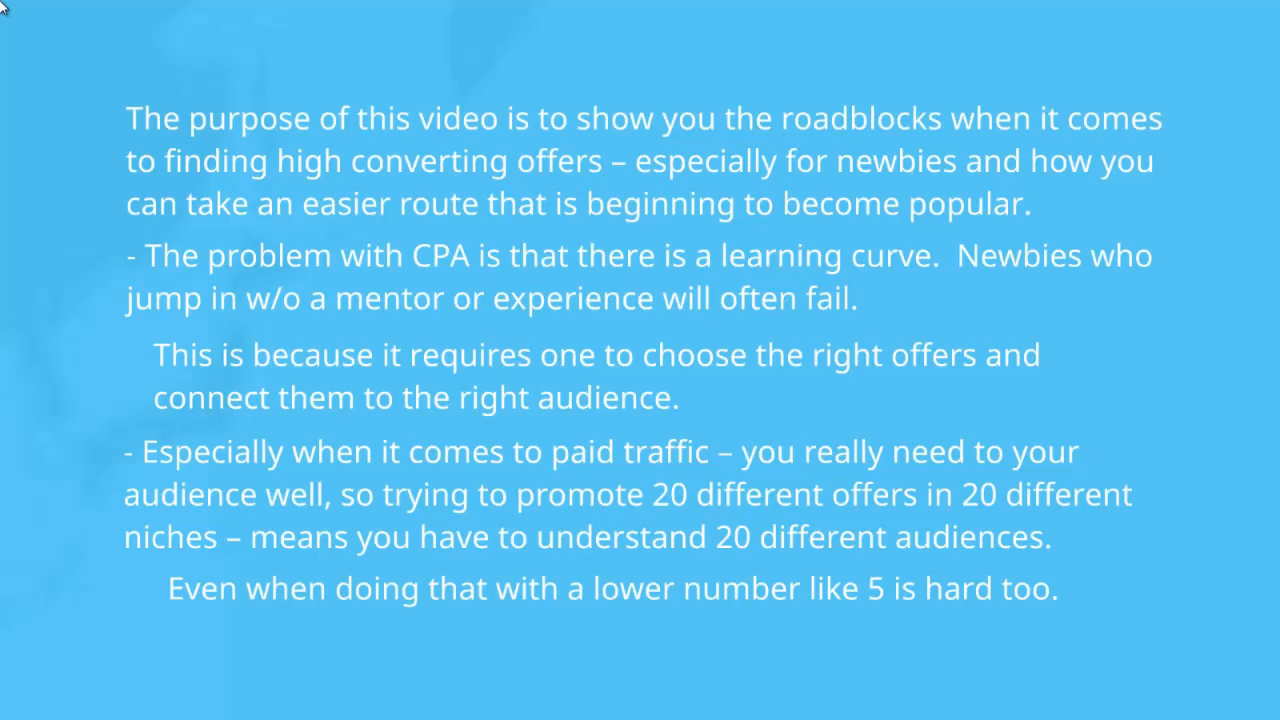 The purpose of this video is to show you the roadblocks when it comes
to finding high converting offers – especially for newbies and how you
can take an easier route that is beginning to become popular.
- The problem with CPA is that there is a learning curve.  Newbies who
jump in w/o a mentor or experience will often fail.
This is because it requires one to choose the right offers and
connect them to the right audience.
- Especially when it comes to paid traffic – you really need to your
audience well, so trying to promote 20 different offers in 20 different
niches – means you have to understand 20 different audiences.
Even when doing that with a lower number like 5 is hard too.